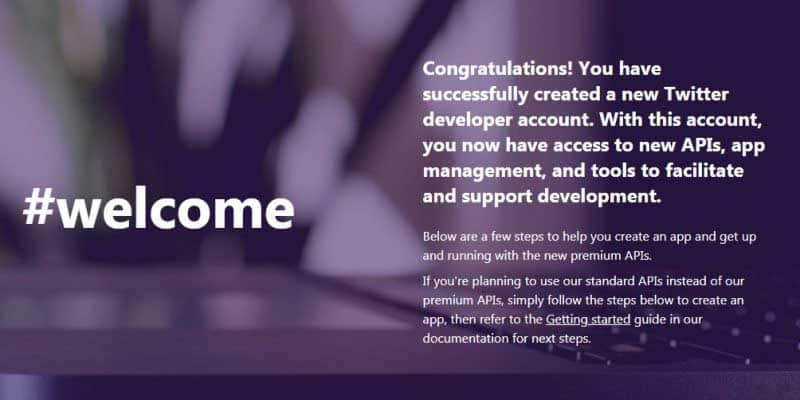 #welcome
Congratulations! You have
successfully created a new Twitter
developer account. With this account,
you now have access to new APIs, app
management, and tools to facilitate
and support development.
Below are a few steps to help you create an app and get up
and running with the new premium APIs.
If you're planning to use our standard APIs instead of our
premium APIs, simply follow the steps below to create an
app, then refer to the Getting started guide in our
documentation for next steps.